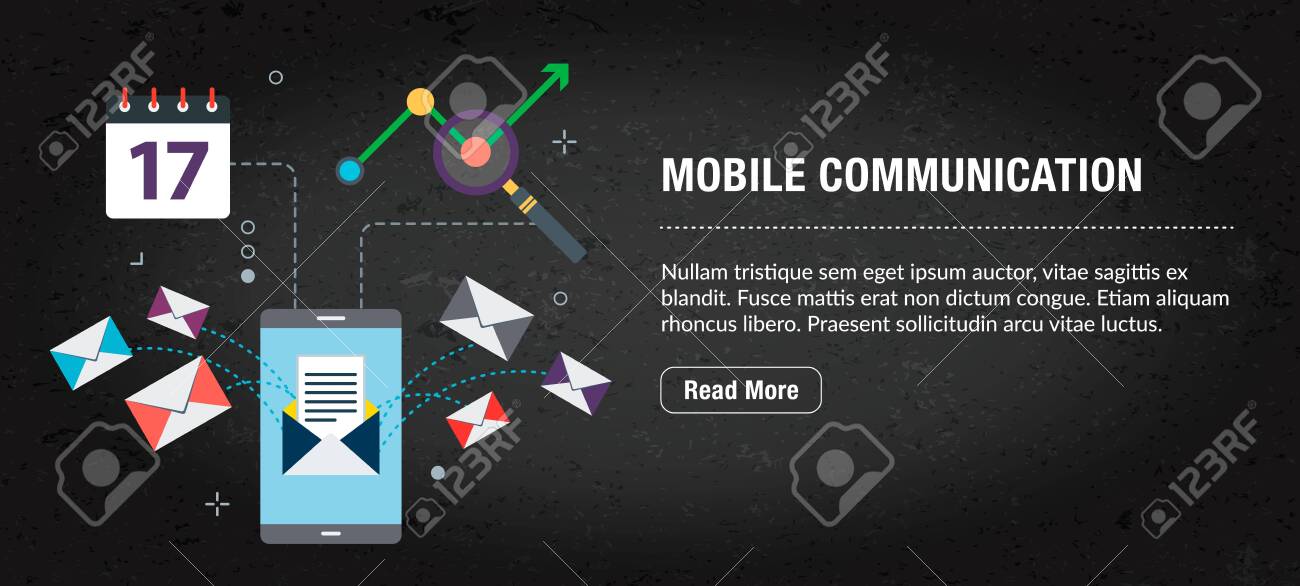 17
MOBILE COMMUNICATION
Nullam tristique sem eget ipsum auctor, vitae sagittis ex
blandit. Fusce mattis erat non dictum congue. Etiam aliquam
rhoncus libero. Praesent sollicitudin arcu vitae luctus.
Read More
123RF
123RF
123RF
123RF